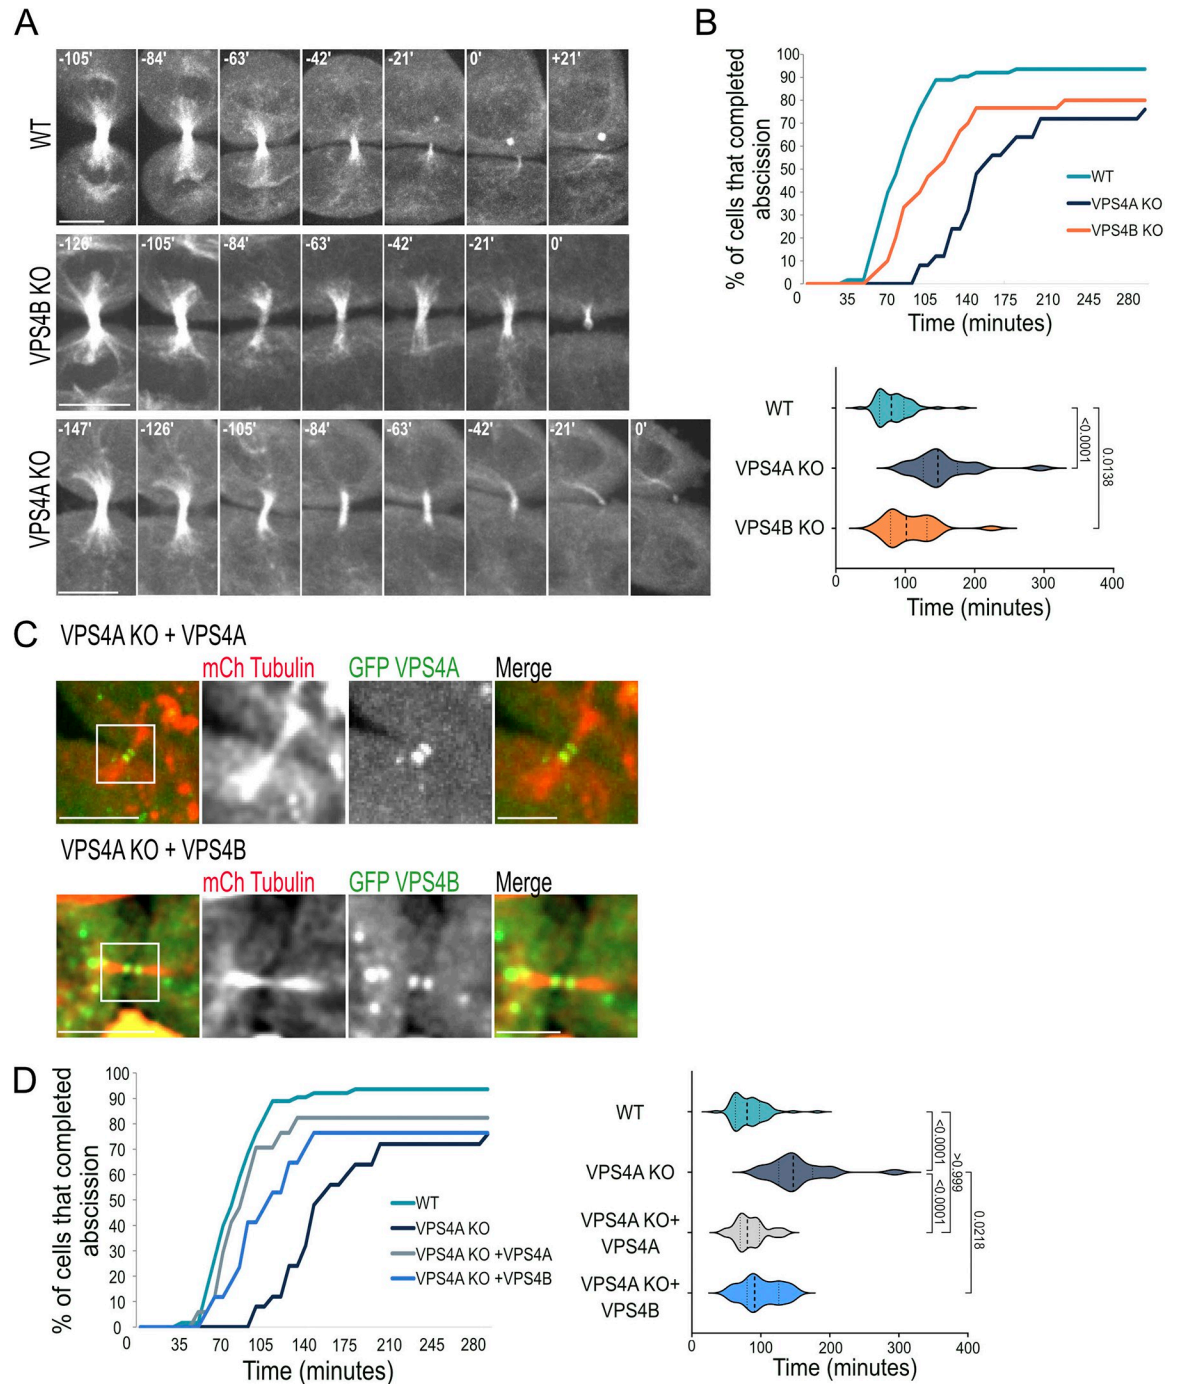 A
WT
-105' -84' -63' -42' -21' 0' +21'
VPS4B KO
-126' -105' -84' -63' -42' -21' 0'
VPS4A KO
-147' -126' -105' -84' -63' -42' -21' 0'
B
% of cells that completed
abscission
100
90
80
70
60
50
40
30
20
10
0
0 35 70 105 140 175 210 245 280
Time (minutes)
WT
VPS4A KO
VPS4B KO
WT
VPS4A KO
VPS4B KO
<0.0001
0.0138
0 100 200 300 400
Time (minutes)
C
VPS4A KO + VPS4A
mCh Tubulin GFP VPS4A Merge
VPS4A KO + VPS4B
mCh Tubulin GFP VPS4B Merge
D
% of cells that completed
abscission
100
90
80
70
60
50
40
30
20
10
0
0 35 70 105 140 175 210 245 280
Time (minutes)
WT
VPS4A KO
VPS4A KO +VPS4A
VPS4A KO +VPS4B
WT
VPS4A KO
VPS4A KO+
VPS4A
VPS4A KO+
VPS4B
<0.0001
<0.0001
>0.999
0.0218
0 100 200 300 400
Time (minutes)